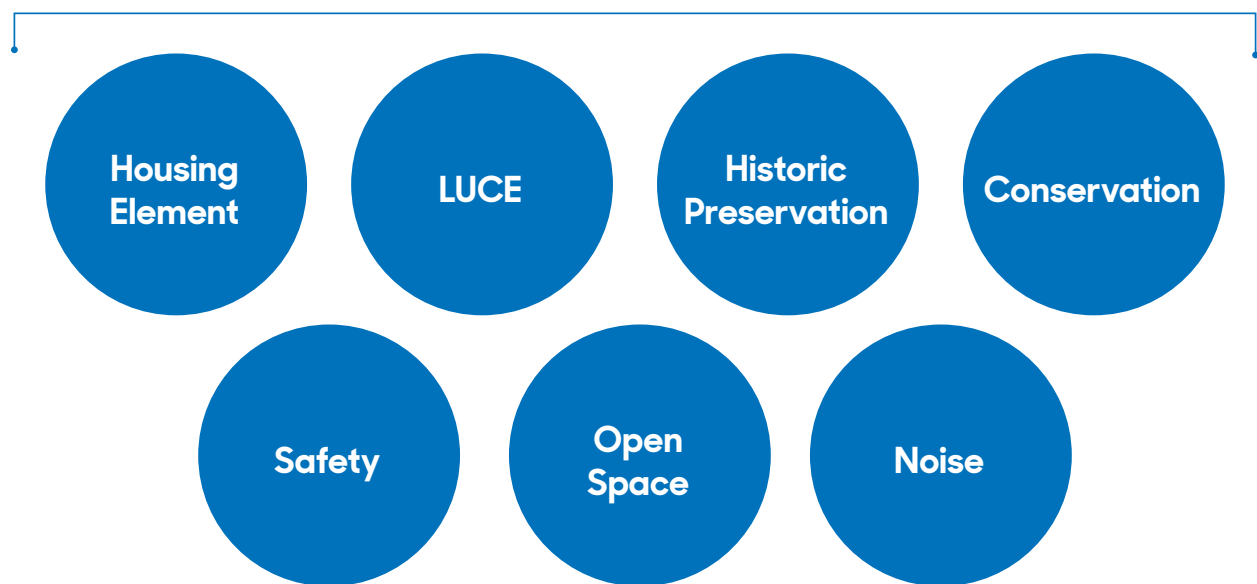 Housing
Element
LUCE
Historic
Preservation
Conservation
Safety
Open
Space
Noise